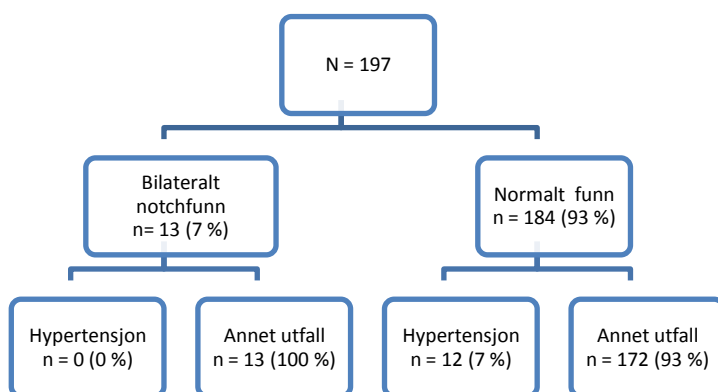 N = 197
Bilateralt
notchfunn
n= 13 (7 %)
Normalt funn
n = 184 (93 %)
Hypertensjon
n = 0 (0 %)
Annet utfall
n = 13 (100 %)
Hypertensjon
n = 12 (7 %)
Annet utfall
n = 172 (93 %)